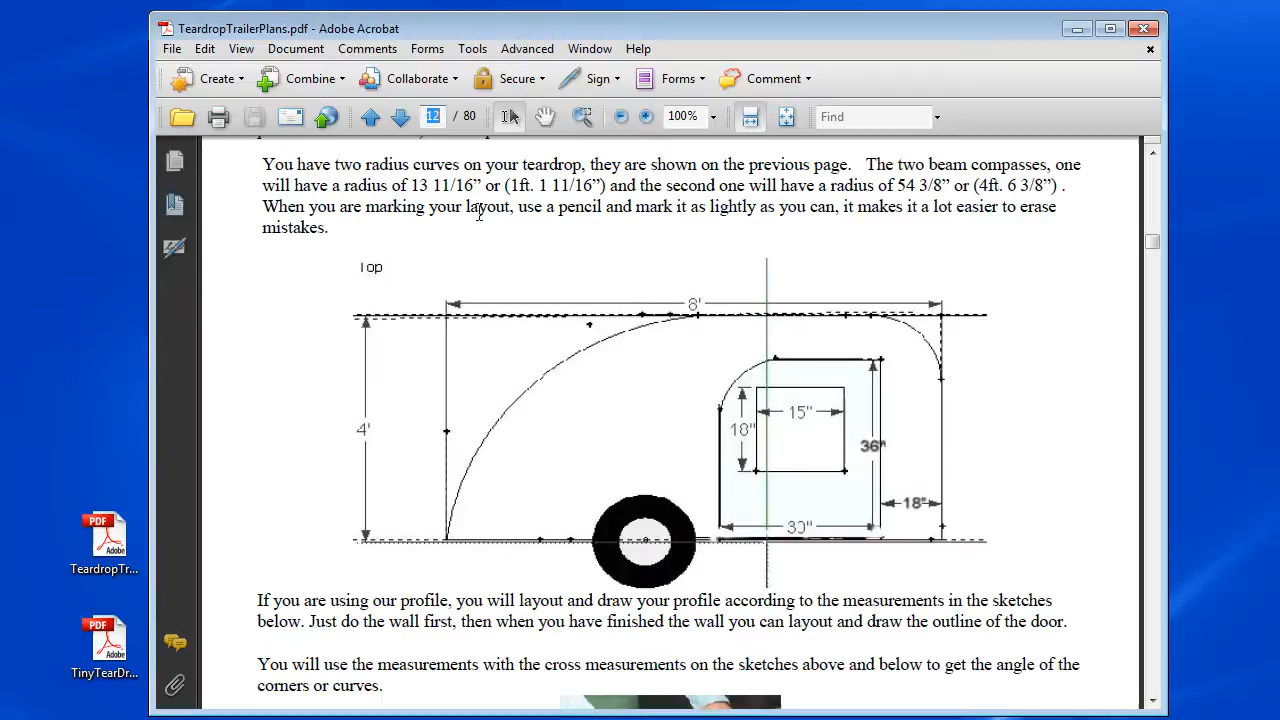 TeardropTrailerPlans.pdf - Adobe Acrobat
File Edit View Document Comments Forms Tools Advanced Window Help
Create Combine Collaborate Secure Sign Forms Comment
12 / 80 100% Find
You have two radius curves on your teardrop, they are shown on the previous page. The two beam compasses, one
will have a radius of 13 11/16” or (1ft. 1 11/16”) and the second one will have a radius of 54 3/8” or (4ft. 6 3/8”) .
When you are marking your layout, use a pencil and mark it as lightly as you can, it makes it a lot easier to erase
mistakes.
Top
8'
4'
15"
18"
36"
18"
30"
If you are using our profile, you will layout and draw your profile according to the measurements in the sketches
below. Just do the wall first, then when you have finished the wall you can layout and draw the outline of the door.
You will use the measurements with the cross measurements on the sketches above and below to get the angle of the
corners or curves.
PDF
Adobe
TeardropTr...
PDF
Adobe
TinyTearDr...